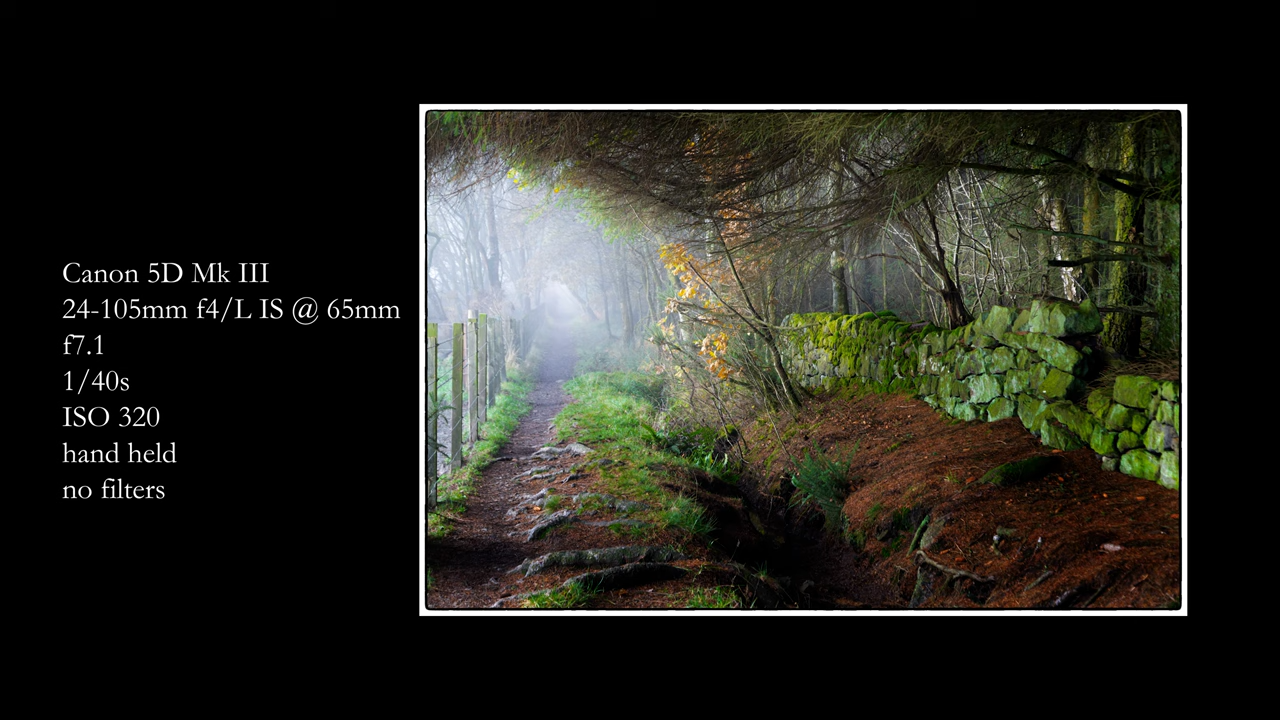 Canon 5D Mk III
24-105mm f4/L IS @ 65mm
f7.1
1/40s
ISO 320
hand held
no filters